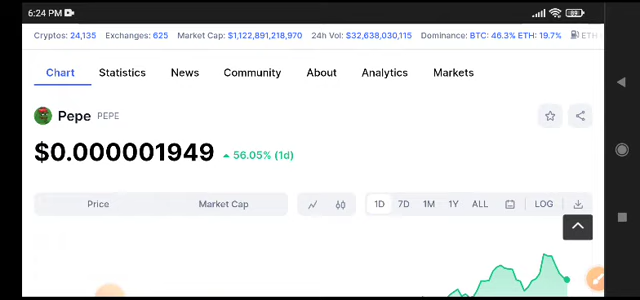 6:24 PM
Cryptos: 24,135 Exchanges: 625 Market Cap: $1,122,891,218,970 24h Vol: $32,638,030,115 Dominance: BTC: 46.3% ETH: 19.7% ETH
Chart Statistics News Community About Analytics Markets
Pepe PEPE
$0.000001949 56.05% (1d)
Price Market Cap 1D 7D 1M 1Y ALL LOG